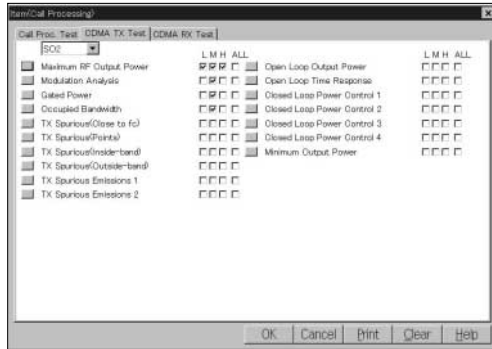 Item(Call Processing)
Call Proc. Test CDMA TX Test CDMA RX Test
SO2
L M H ALL
Maximum RF Output Power
Modulation Analysis
Gated Power
Occupied Bandwidth
TX Spurious(Close to fc)
TX Spurious(Points)
TX Spurious(Inside-band)
TX Spurious(Outside-band)
TX Spurious Emissions 1
TX Spurious Emissions 2
L M H ALL
Open Loop Output Power
Open Loop Time Response
Closed Loop Power Control 1
Closed Loop Power Control 2
Closed Loop Power Control 3
Closed Loop Power Control 4
Minimum Output Power
OK Cancel Print Clear Help